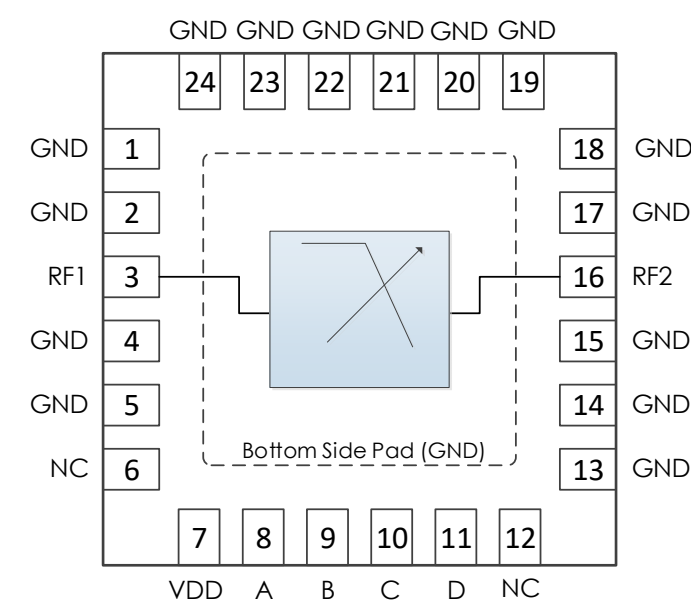 GND GND GND GND GND GND
24 23 22 21 20 19
GND 1 18 GND
GND 2 17 GND
RF1 3 16 RF2
GND 4 15 GND
GND 5 14 GND
Bottom Side Pad (GND)
NC 6 13 GND
7 8 9 10 11 12
VDD A B C D NC